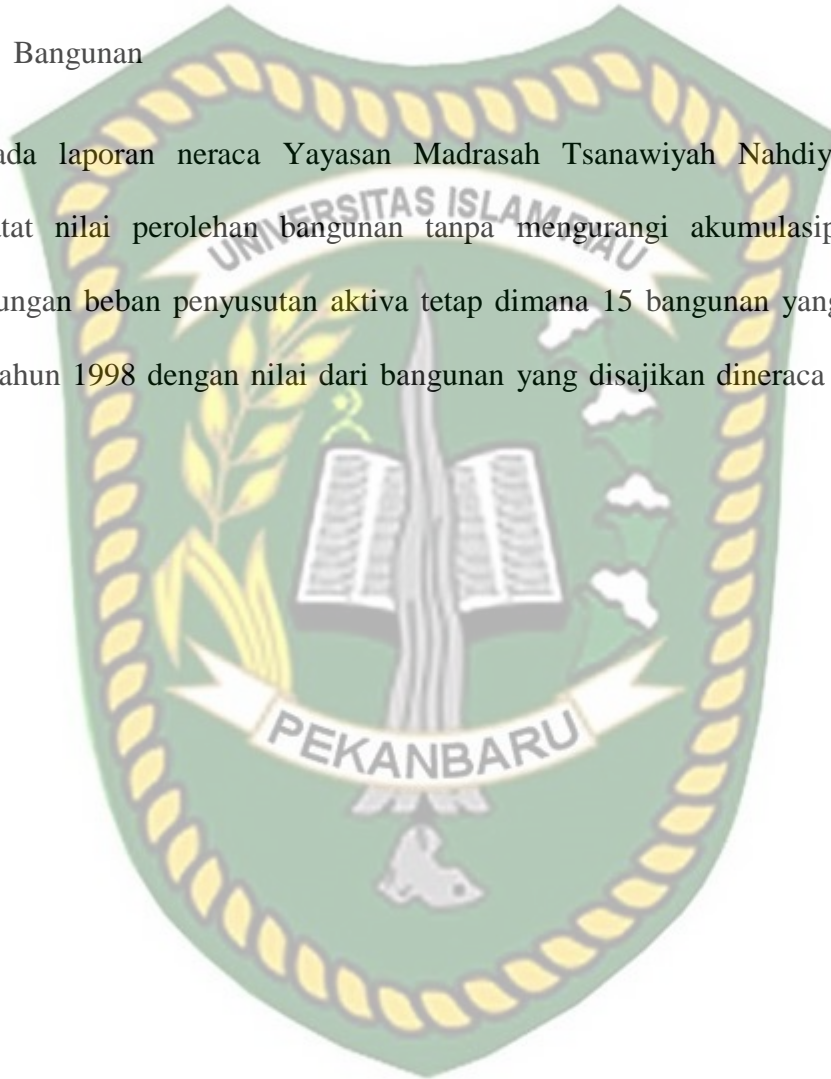 Bangunan
ada laporan neraca Yayasan Madrasah Tsanawiyah Nahdiy
UNIVERSITAS ISLAM RIAU
tat nilai perolehan bangunan tanpa mengurangi akumulasip
ungan beban penyusutan aktiva tetap dimana 15 bangunan yang
tahun 1998 dengan nilai dari bangunan yang disajikan dineraca
PEKANBARU